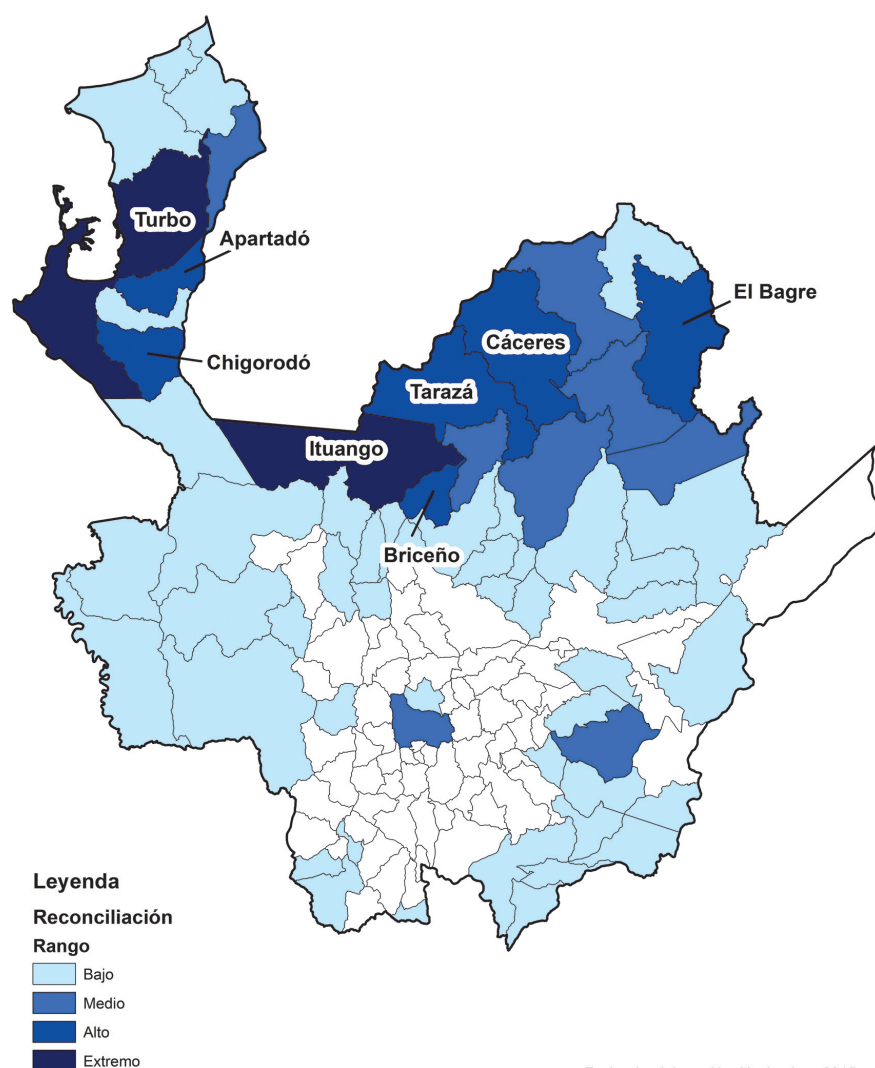 Turbo
Apartadó
El Bagre
Cáceres
Chigorodó
Tarazá
Ituango
Briceño
Leyenda
Reconciliación
Rango
Bajo
Medio
Alto
Extremo